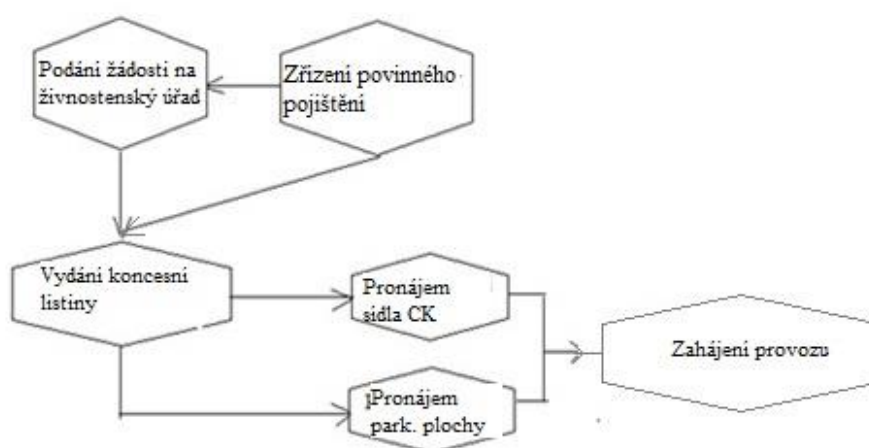 Podání žádosti na
živnostenský úřad
Zřízení povinného
pojištění
Vydání koncesní
listiny
Pronájem
sídla CK
Pronájem
park. plochy
Zahájení provozu